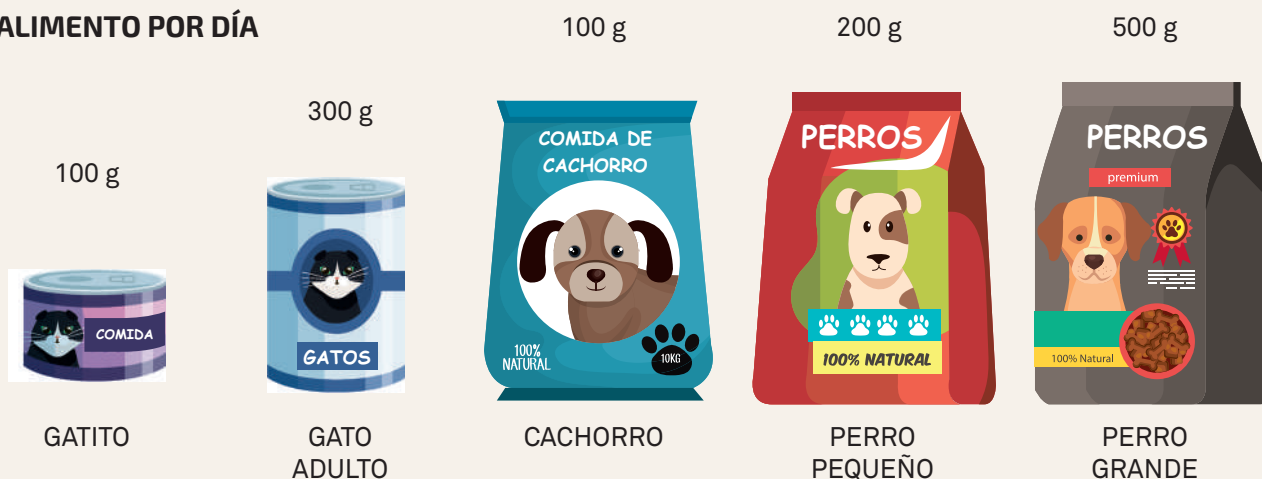 ALIMENTO POR DÍA
100 g
200 g
500 g
300 g
100 g
COMIDA DE
CACHORRO
100%
NATURAL
10KG
PERROS
100% NATURAL
PERROS
premium
100% Natural
COMIDA
GATOS
GATITO
GATO
ADULTO
CACHORRO
PERRO
PEQUEÑO
PERRO
GRANDE